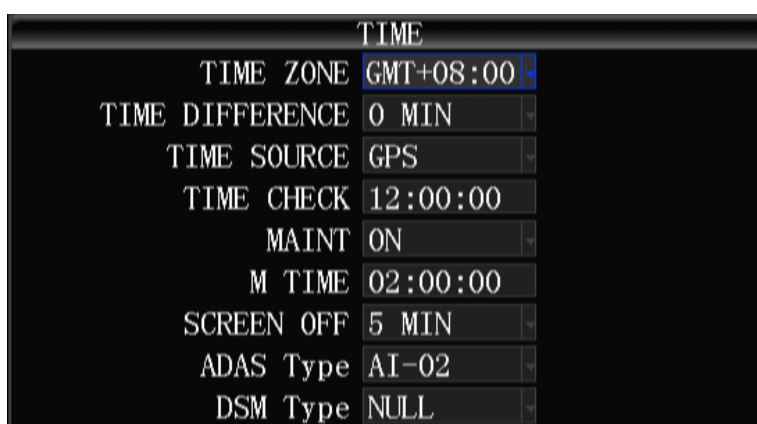 TIME
TIME ZONE GMT+08:00
TIME DIFFERENCE 0 MIN
TIME SOURCE GPS
TIME CHECK 12:00:00
MAINT ON
M TIME 02:00:00
SCREEN OFF 5 MIN
ADAS Type AI-02
DSM Type NULL